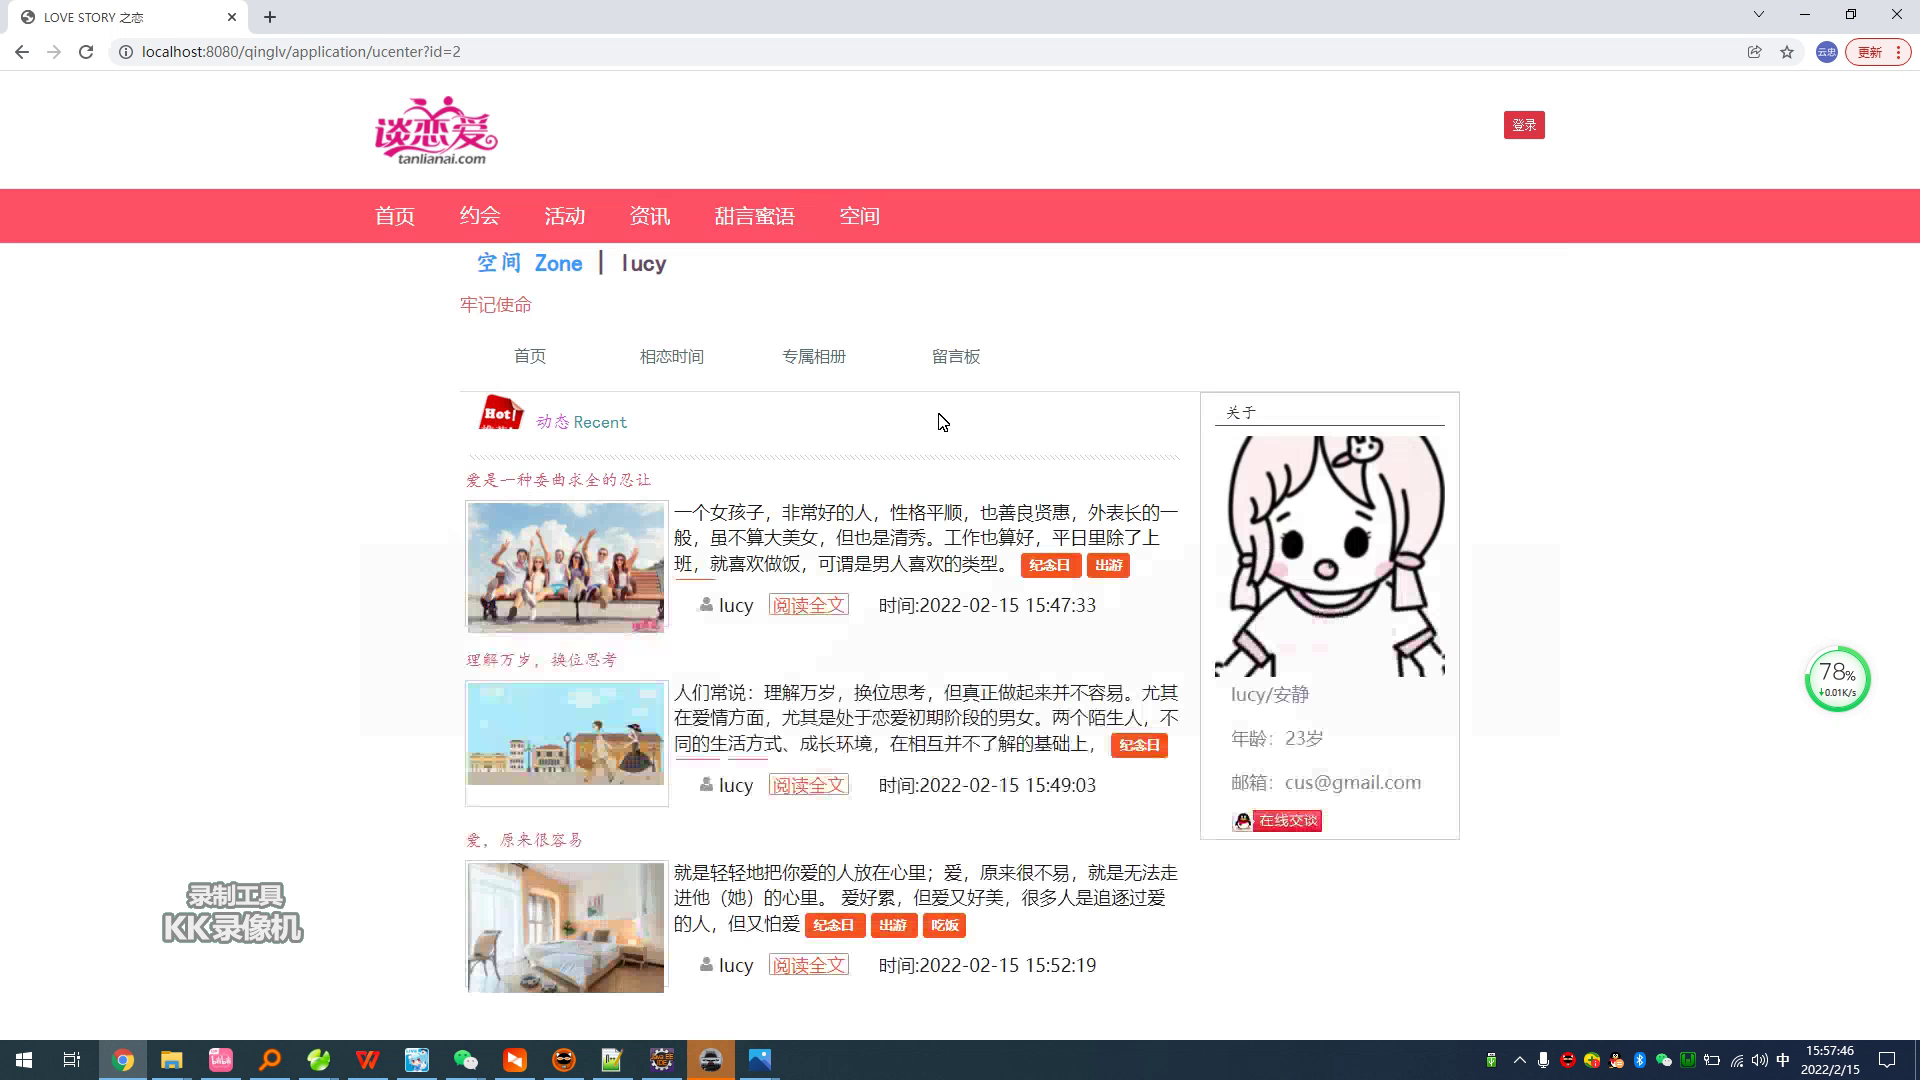 LOVE STORY 之恋
localhost:8080/qinglv/application/ucenter?id=2
云忠
更新
谈恋爱
tanlianai.com
登录
首页 约会 活动 资讯 甜言蜜语 空间
空间 Zone | lucy
牢记使命
首页 相恋时间 专属相册 留言板
Hot!
动态 Recent
关于
爱是一种委曲求全的忍让
一个女孩子，非常好的人，性格平顺，也善良贤惠，外表长的一
般，虽不算大美女，但也是清秀。工作也算好，平日里除了上
班，就喜欢做饭，可谓是男人喜欢的类型。 纪念日 出游
lucy 阅读全文 时间:2022-02-15 15:47:33
理解万岁，换位思考
人们常说：理解万岁，换位思考，但真正做起来并不容易。尤其
在爱情方面，尤其是处于恋爱初期阶段的男女。两个陌生人，不
同的生活方式、成长环境，在相互并不了解的基础上， 纪念日
lucy 阅读全文 时间:2022-02-15 15:49:03
爱，原来很容易
就是轻轻地把你爱的人放在心里；爱，原来很不易，就是无法走
进他（她）的心里。 爱好累，但爱又好美，很多人是追逐过爱
的人，但又怕爱 纪念日 出游 吃饭
lucy 阅读全文 时间:2022-02-15 15:52:19
lucy/安静
年龄：23岁
邮箱：cus@gmail.com
在线交谈
78%
0.01K/s
录制工具
KK录像机
中
15:57:46
2022/2/15